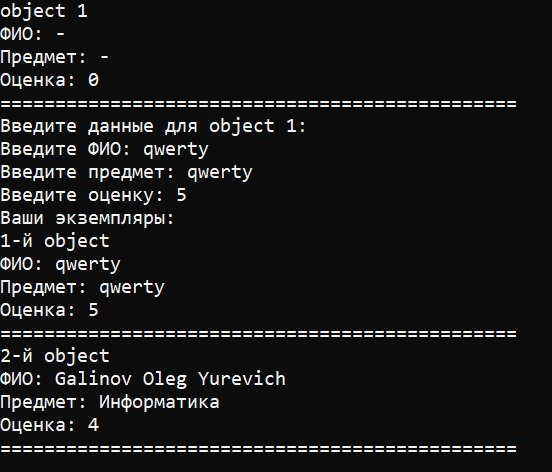 object 1
ФИО: -
Предмет: -
Оценка: 0
===============================================
Введите данные для object 1:
Введите ФИО: qwerty
Введите предмет: qwerty
Введите оценку: 5
Ваши экземпляры:
1-й object
ФИО: qwerty
Предмет: qwerty
Оценка: 5
===============================================
2-й object
ФИО: Galinov Oleg Yurevich
Предмет: Информатика
Оценка: 4
===============================================